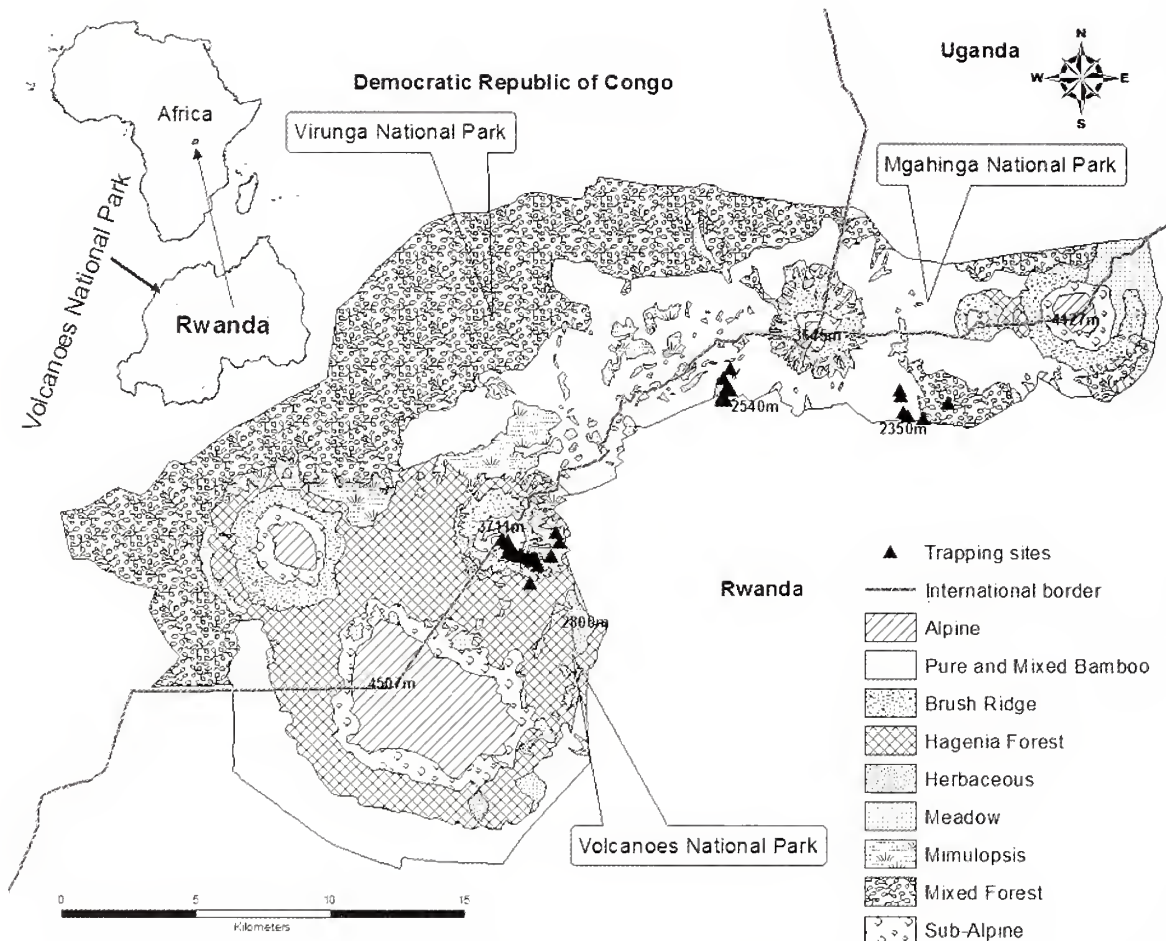 Uganda
N
W E
S
Democratic Republic of Congo
Africa
Virunga National Park
Mgahinga National Park
Volcanoes National Park
Rwanda
4127m
2540m
2350m
3711m
Trapping sites
Rwanda
International border
2800m
Alpine
Pure and Mixed Bamboo
4507m
Brush Ridge
Hagenia Forest
Herbaceous
Meadow
Volcanoes National Park
Mimulopsis
Mixed Forest
0 5 10 15
Kilometers
Sub-Alpine